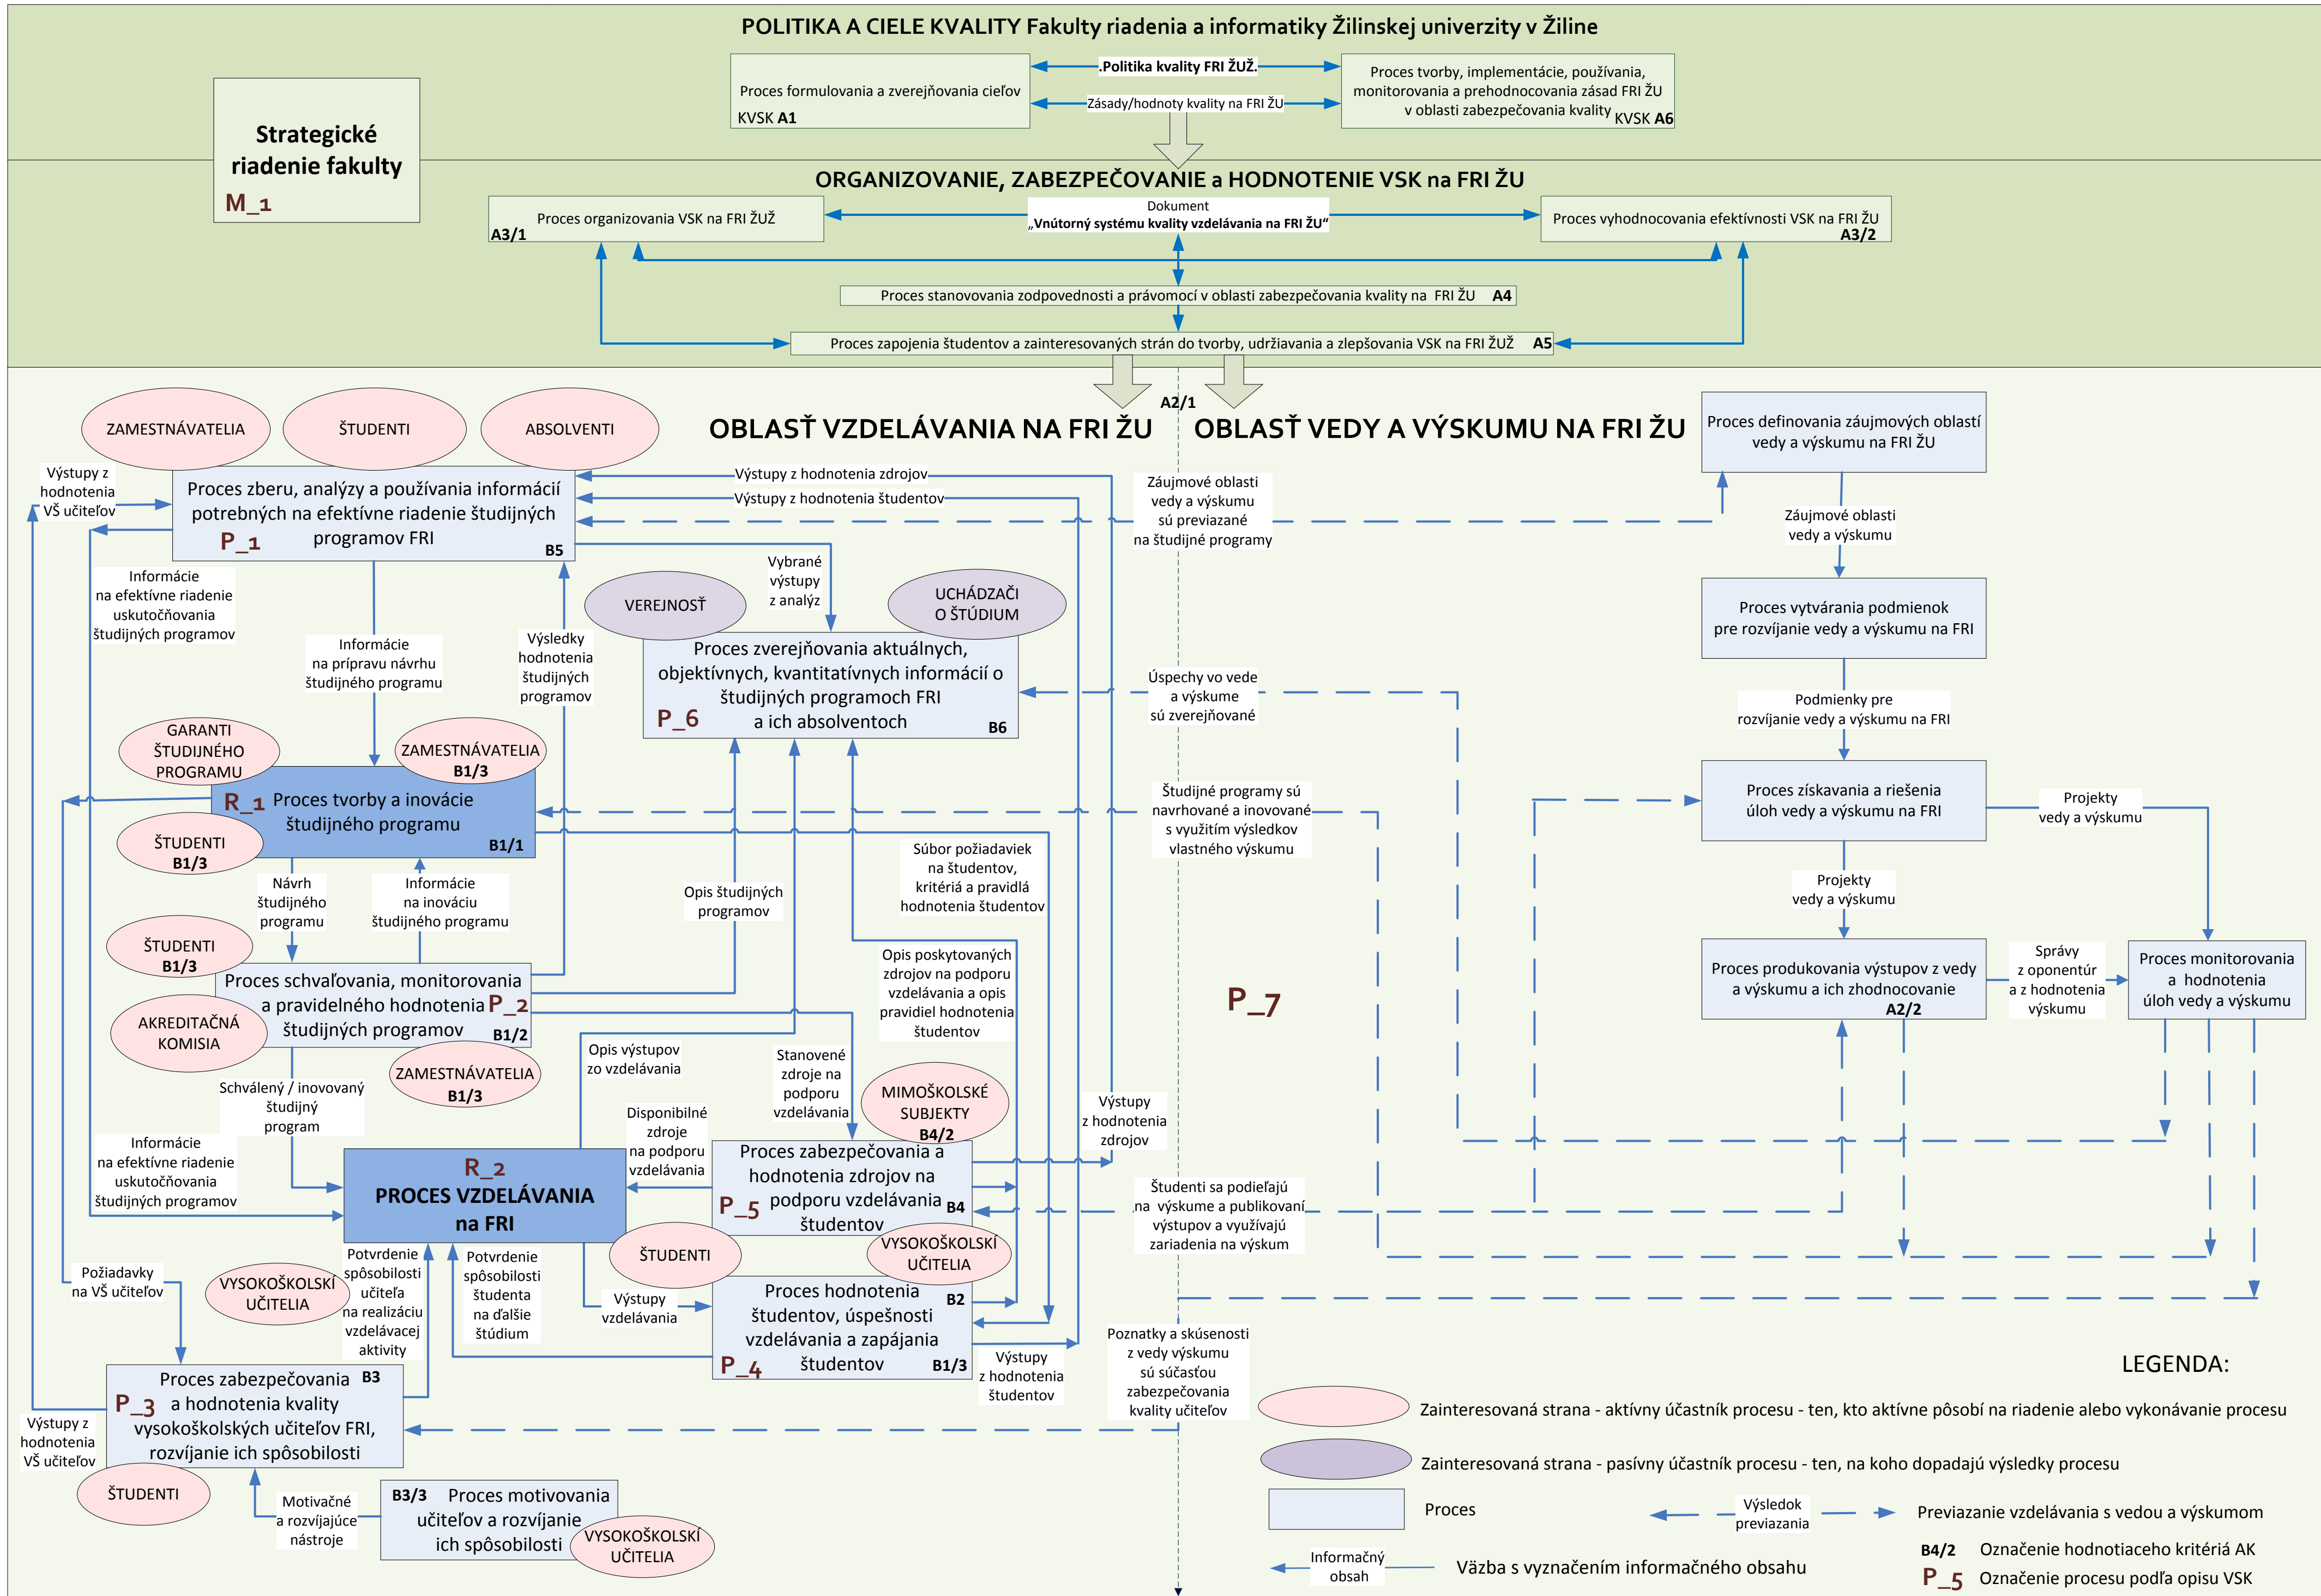 POLITIKA A CIELE KVALITY Fakulty riadenia a informatiky Žilinskej univerzity v Žiline
Strategické
riadenie fakulty
M_1
Proces formulovania a zverejňovania cieľov
KVSK A1
.Politika kvality FRI ŽUŽ.
Zásady/hodnoty kvality na FRI ŽU
Proces tvorby, implementácie, používania,
monitorovania a prehodnocovania zásad FRI ŽU
v oblasti zabezpečovania kvality
KVSK A6
ORGANIZOVANIE, ZABEZPEČOVANIE a HODNOTENIE VSK na FRI ŽU
Proces organizovania VSK na FRI ŽUŽ
A3/1
Dokument
„Vnútorný systému kvality vzdelávania na FRI ŽU“
Proces vyhodnocovania efektívnosti VSK na FRI ŽU
A3/2
Proces stanovovania zodpovednosti a právomocí v oblasti zabezpečovania kvality na FRI ŽU A4
Proces zapojenia študentov a zainteresovaných strán do tvorby, udržiavania a zlepšovania VSK na FRI ŽUŽ A5
A2/1
OBLASŤ VZDELÁVANIA NA FRI ŽU
OBLASŤ VEDY A VÝSKUMU NA FRI ŽU
ZAMESTNÁVATELIA
ŠTUDENTI
ABSOLVENTI
Výstupy z
hodnotenia
VŠ učiteľov
Proces zberu, analýzy a používania informácií
potrebných na efektívne riadenie študijných
programov FRI
P_1
B5
Výstupy z hodnotenia zdrojov
Výstupy z hodnotenia študentov
Záujmové oblasti
vedy a výskumu
sú previazané
na študijné programy
Proces definovania záujmových oblastí
vedy a výskumu na FRI ŽU
Záujmové oblasti
vedy a výskumu
Informácie
na efektívne riadenie
uskutočňovania
študijných programov
Informácie
na prípravu návrhu
študijného programu
Výsledky
hodnotenia
študijných
programov
Vybrané
výstupy
z analýz
VEREJNOSŤ
UCHÁDZAČI
O ŠTÚDIUM
Proces zverejňovania aktuálnych,
objektívnych, kvantitatívnych informácií o
študijných programoch FRI
a ich absolventoch
P_6
B6
Úspechy vo vede
a výskume
sú zverejňované
Proces vytvárania podmienok
pre rozvíjanie vedy a výskumu na FRI
Podmienky pre
rozvíjanie vedy a výskumu na FRI
GARANTI
ŠTUDIJNÉHO
PROGRAMU
ZAMESTNÁVATELIA
B1/3
R_1
Proces tvorby a inovácie
študijného programu
B1/1
ŠTUDENTI
B1/3
Študijné programy sú
navrhované a inovované
s využitím výsledkov
vlastného výskumu
Proces získavania a riešenia
úloh vedy a výskumu na FRI
Projekty
vedy a výskumu
Projekty
vedy a výskumu
Návrh
študijného
programu
Informácie
na inováciu
študijného programu
Opis študijných
programov
Súbor požiadaviek
na študentov,
kritériá a pravidlá
hodnotenia študentov
ŠTUDENTI
B1/3
Proces schvaľovania, monitorovania
a pravidelného hodnotenia
študijných programov
P_2
B1/2
AKREDITAČNÁ
KOMISIA
ZAMESTNÁVATELIA
B1/3
Opis poskytovaných
zdrojov na podporu
vzdelávania a opis
pravidiel hodnotenia
študentov
P_7
Proces produkovania výstupov z vedy
a výskumu a ich zhodnocovanie
A2/2
Správy
z oponentúr
a z hodnotenia
výskumu
Proces monitorovania
a hodnotenia
úloh vedy a výskumu
Schválený / inovovaný
študijný
program
Opis výstupov
zo vzdelávania
Stanovené
zdroje na
podporu
vzdelávania
MIMOŠKOLSKÉ
SUBJEKTY
B4/2
Výstupy
z hodnotenia
zdrojov
Informácie
na efektívne riadenie
uskutočňovania
študijných programov
R_2
PROCES VZDELÁVANIA
na FRI
Disponibilné
zdroje
na podporu
vzdelávania
Proces zabezpečovania a
hodnotenia zdrojov na
podporu vzdelávania
študentov
P_5
B4
Študenti sa podieľajú
na výskume a publikovaní
výstupov a využívajú
zariadenia na výskum
Požiadavky
na VŠ učiteľov
VYSOKOŠKOLSKÍ
UČITELIA
Potvrdenie
spôsobilosti
učiteľa
na realizáciu
vzdelávacej
aktivity
Potvrdenie
spôsobilosti
študenta
na ďalšie
štúdium
Výstupy
vzdelávania
ŠTUDENTI
VYSOKOŠKOLSKÍ
UČITELIA
Proces hodnotenia
študentov, úspešnosti
vzdelávania a zapájania
študentov
B2
P_4
B1/3
Výstupy
z hodnotenia
študentov
Poznatky a skúsenosti
z vedy výskumu
sú súčasťou
zabezpečovania
kvality učiteľov
Proces zabezpečovania
a hodnotenia kvality
vysokoškolských učiteľov FRI,
rozvíjanie ich spôsobilosti
B3
P_3
Výstupy z
hodnotenia
VŠ učiteľov
ŠTUDENTI
Motivačné
a rozvíjajúce
nástroje
B3/3 Proces motivovania
učiteľov a rozvíjanie
ich spôsobilosti
VYSOKOŠKOLSKÍ
UČITELIA
LEGENDA:
Zainteresovaná strana - aktívny účastník procesu - ten, kto aktívne pôsobí na riadenie alebo vykonávanie procesu
Zainteresovaná strana - pasívny účastník procesu - ten, na koho dopadajú výsledky procesu
Proces
Výsledok
previazania
Previazanie vzdelávania s vedou a výskumom
Informačný
obsah
Väzba s vyznačením informačného obsahu
B4/2 Označenie hodnotiaceho kritériá AK
P_5 Označenie procesu podľa opisu VSK